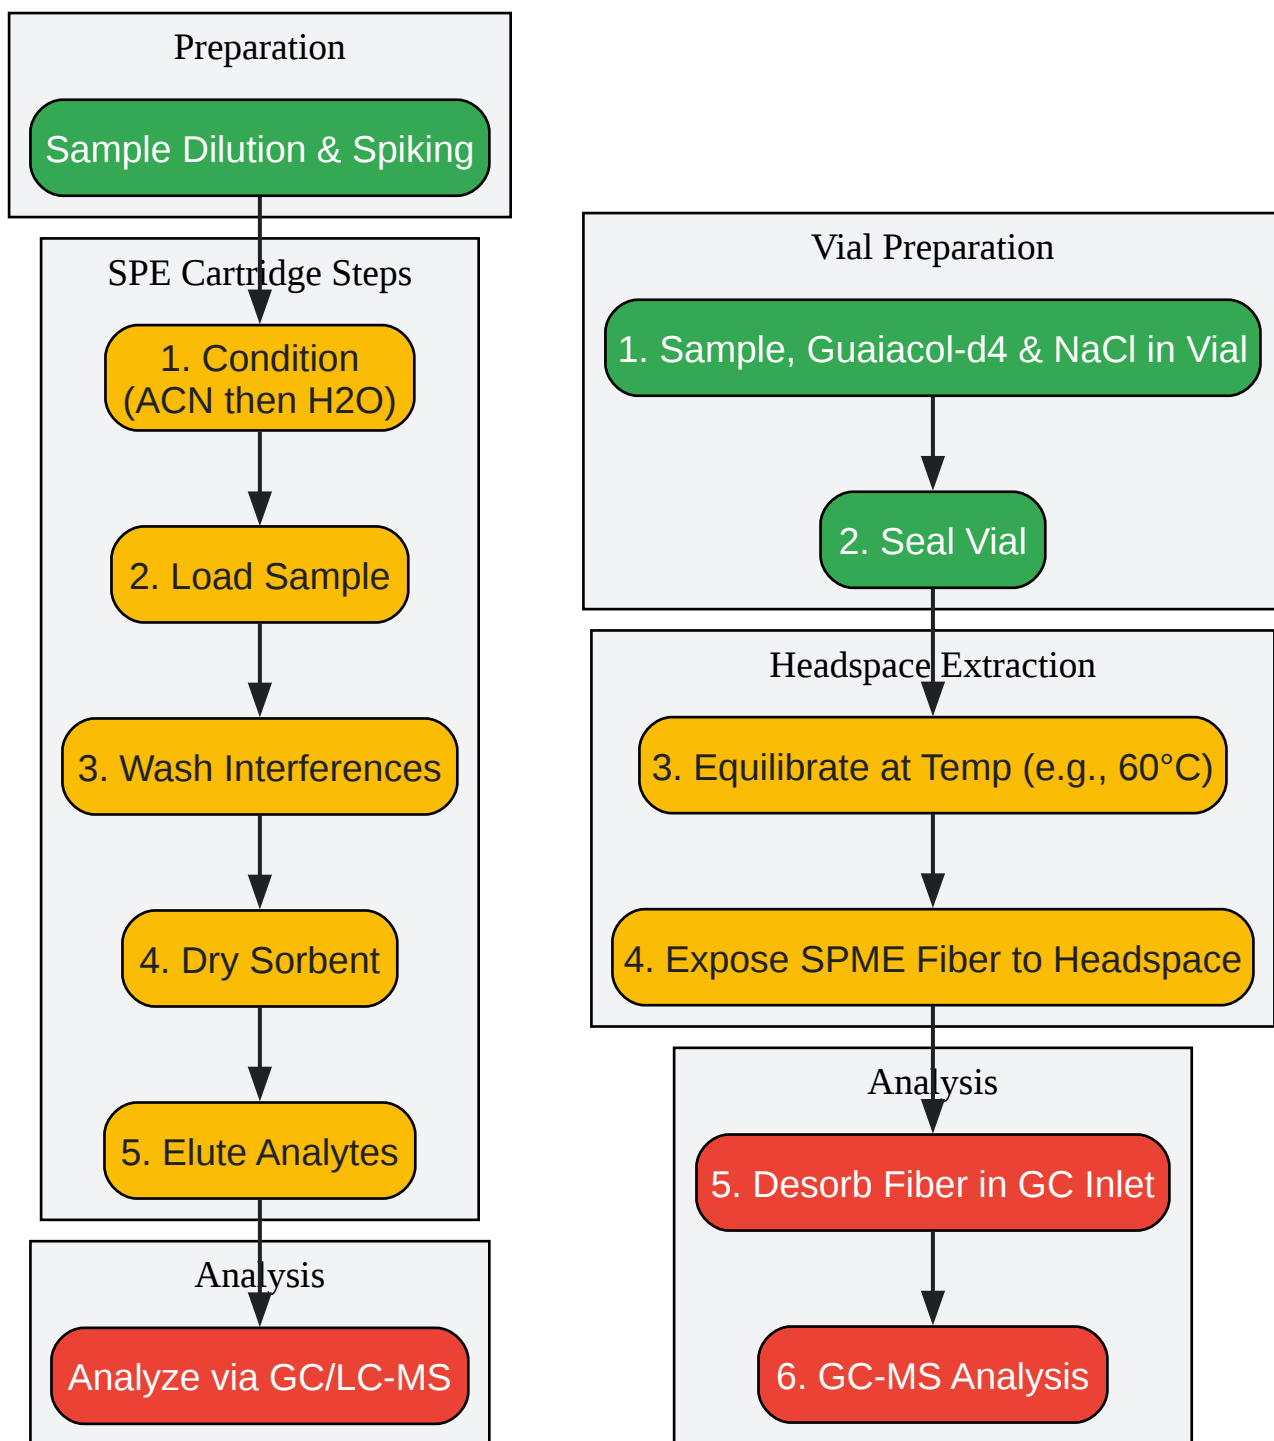 Preparation
Sample Dilution & Spiking
SPE Cartridge Steps
1. Condition
(ACN then H2O)
2. Load Sample
3. Wash Interferences
4. Dry Sorbent
5. Elute Analytes
Analysis
Analyze via GC/LC-MS
Vial Preparation
1. Sample, Guaiacol-d4 & NaCl in Vial
2. Seal Vial
Headspace Extraction
3. Equilibrate at Temp (e.g., 60°C)
4. Expose SPME Fiber to Headspace
Analysis
5. Desorb Fiber in GC Inlet
6. GC-MS Analysis